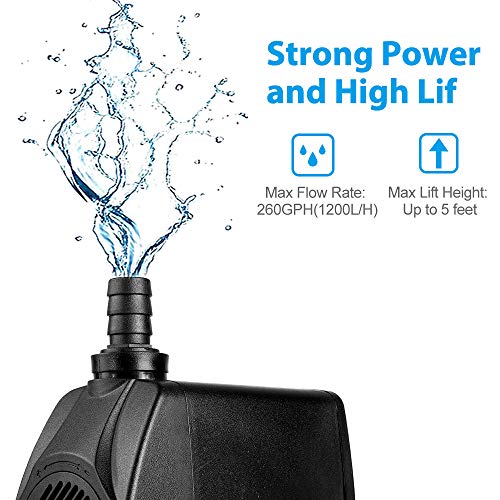 Strong Power
and High Lif
Max Flow Rate:
260GPH(1200L/H)
Max Lift Height:
Up to 5 feet